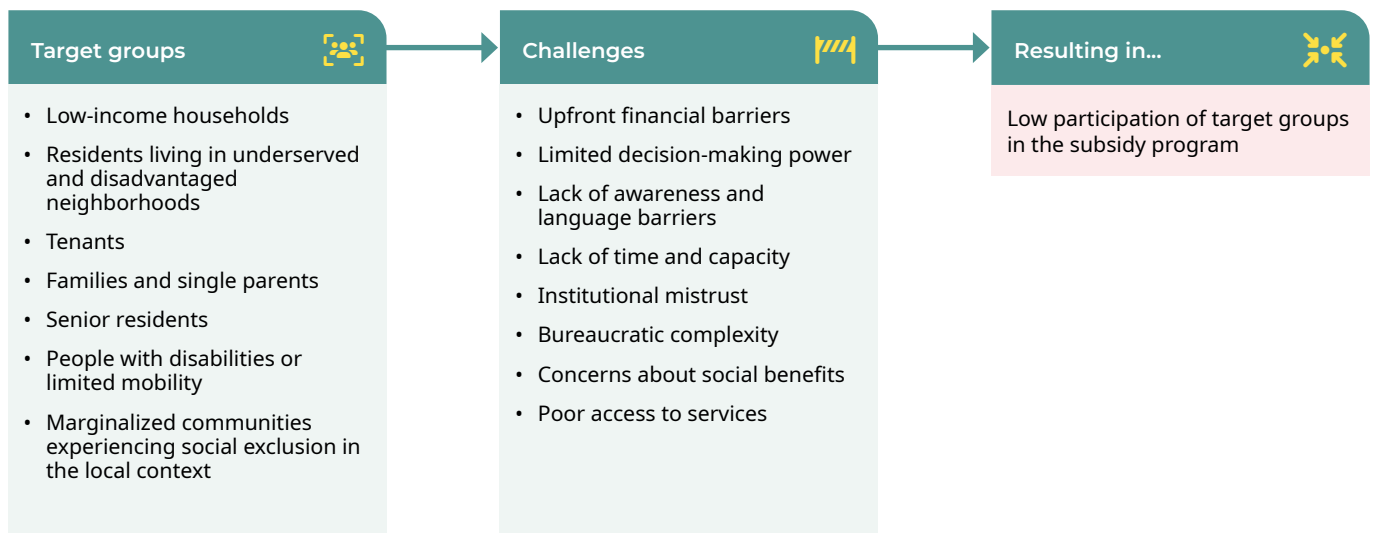 Target groups
• Low-income households
• Residents living in underserved
and disadvantaged
neighborhoods
• Tenants
• Families and single parents
• Senior residents
• People with disabilities or
limited mobility
• Marginalized communities
experiencing social exclusion in
the local context
Challenges
• Upfront financial barriers
• Limited decision-making power
• Lack of awareness and
language barriers
• Lack of time and capacity
• Institutional mistrust
• Bureaucratic complexity
• Concerns about social benefits
• Poor access to services
Resulting in...
Low participation of target groups
in the subsidy program